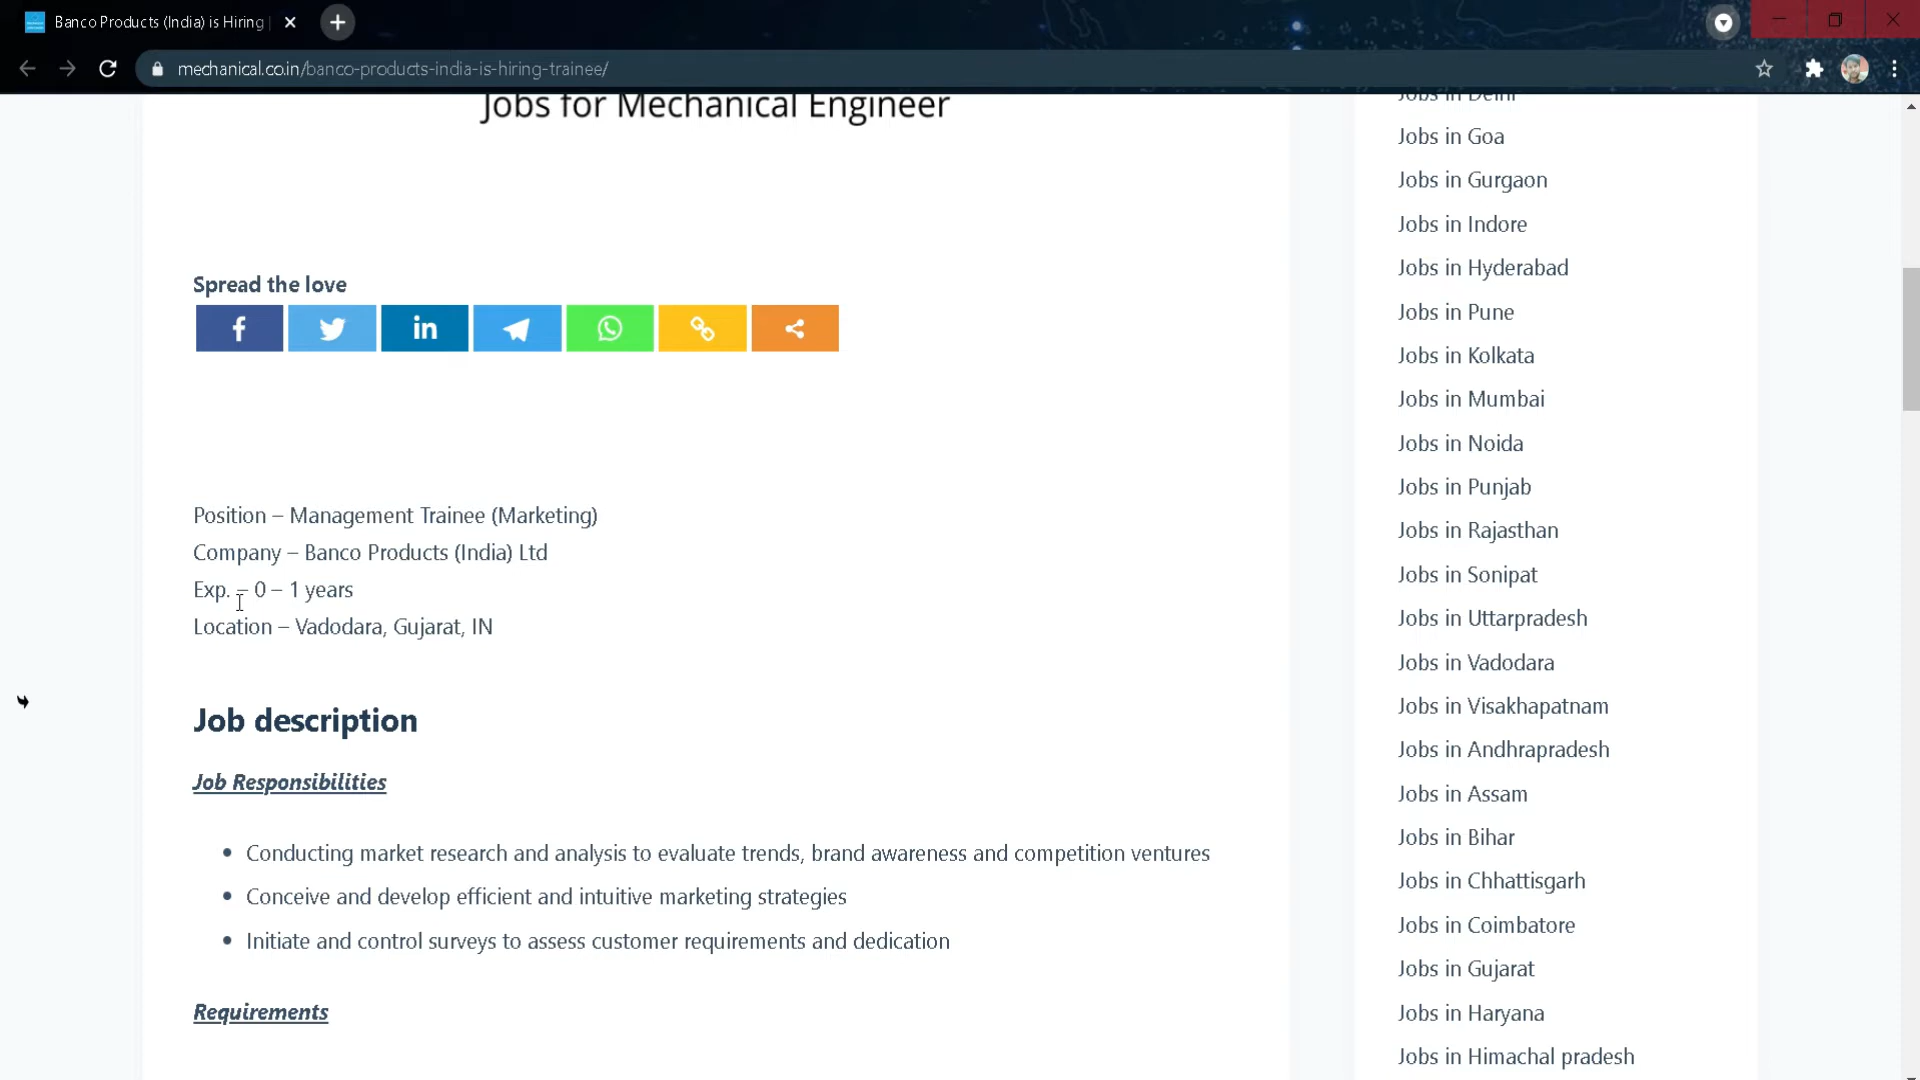 Banco Products (India) is Hiring
mechanical.co.in/banco-products-india-is-hiring-trainee/
Jobs for Mechanical Engineer
Spread the love
Position – Management Trainee (Marketing)
Company – Banco Products (India) Ltd
Exp. – 0 – 1 years
Location – Vadodara, Gujarat, IN
Job description
Job Responsibilities
• Conducting market research and analysis to evaluate trends, brand awareness and competition ventures
• Conceive and develop efficient and intuitive marketing strategies
• Initiate and control surveys to assess customer requirements and dedication
Requirements
Jobs in Delhi
Jobs in Goa
Jobs in Gurgaon
Jobs in Indore
Jobs in Hyderabad
Jobs in Pune
Jobs in Kolkata
Jobs in Mumbai
Jobs in Noida
Jobs in Punjab
Jobs in Rajasthan
Jobs in Sonipat
Jobs in Uttarpradesh
Jobs in Vadodara
Jobs in Visakhapatnam
Jobs in Andhrapradesh
Jobs in Assam
Jobs in Bihar
Jobs in Chhattisgarh
Jobs in Coimbatore
Jobs in Gujarat
Jobs in Haryana
Jobs in Himachal pradesh